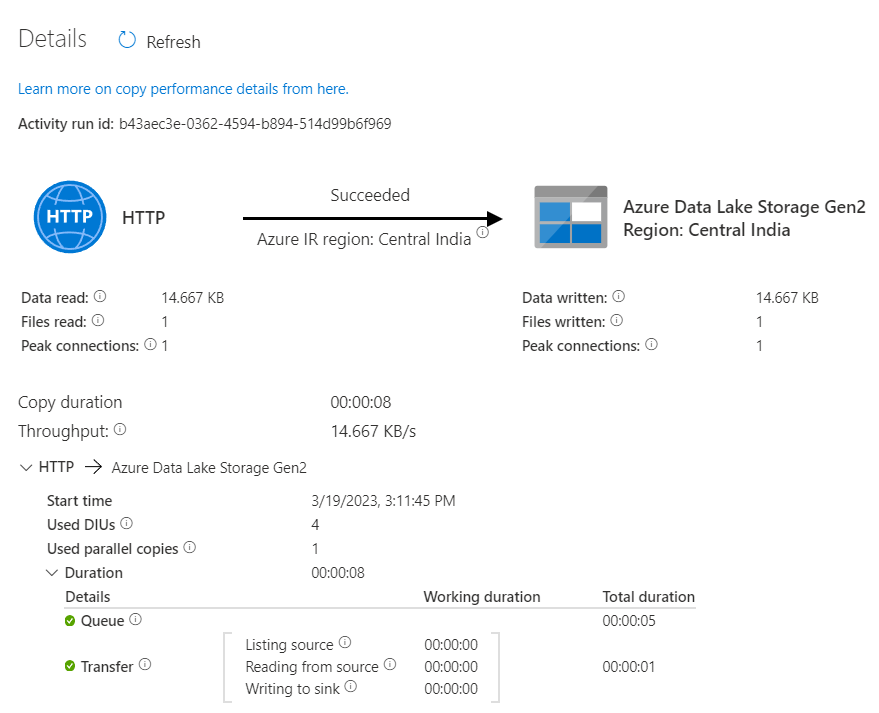 Details Refresh
Learn more on copy performance details from here.
Activity run id: b43aec3e-0362-4594-b894-514d99b6f969
Succeeded
HTTP HTTP Azure Data Lake Storage Gen2
Azure IR region: Central India Region: Central India
Data read: 14.667 KB Data written: 14.667 KB
Files read: 1 Files written: 1
Peak connections: 1 Peak connections: 1
Copy duration 00:00:08
Throughput: 14.667 KB/s
HTTP → Azure Data Lake Storage Gen2
Start time 3/19/2023, 3:11:45 PM
Used DIUs 4
Used parallel copies 1
Duration 00:00:08
Details Working duration Total duration
Queue 00:00:05
Listing source 00:00:00
Transfer Reading from source 00:00:00 00:00:01
Writing to sink 00:00:00